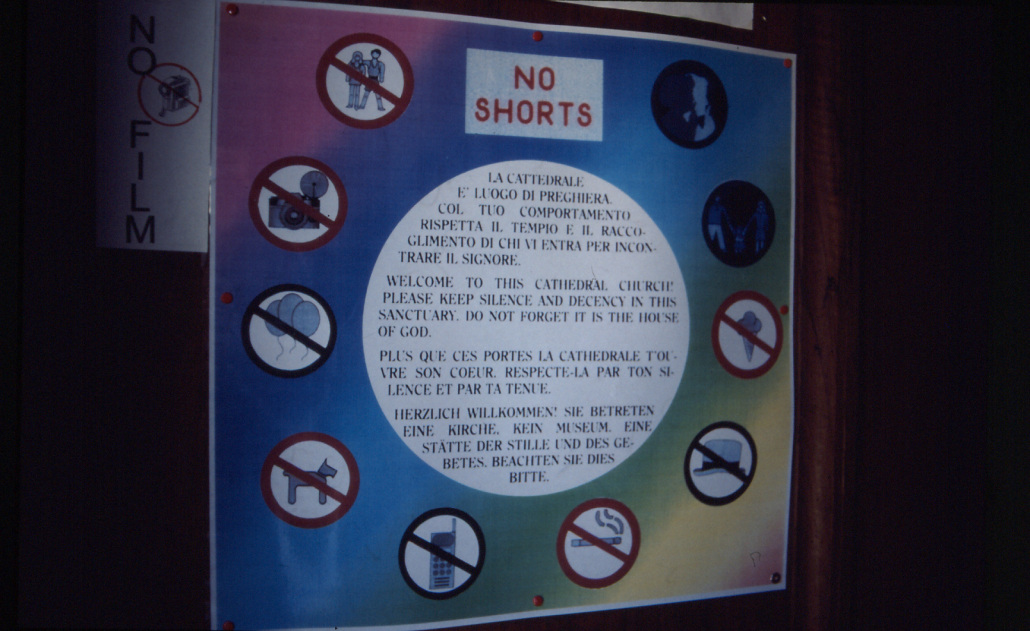 NO FILM
NO
SHORTS
LA CATTEDRALE
E' LUOGO DI PREGHIERA.
COL TUO COMPORTAMENTO
RISPETTA IL TEMPIO E IL RACCO-
GLIMENTO DI CHI VI ENTRA PER INCON-
TRARE IL SIGNORE.
WELCOME TO THIS CATHEDRAL CHURCH!
PLEASE KEEP SILENCE AND DECENCY IN THIS
SANCTUARY. DO NOT FORGET IT IS THE HOUSE
OF GOD.
PLUS QUE CES PORTES LA CATHEDRALE T'OU-
VRE SON COEUR. RESPECTE-LA PAR TON SI-
LENCE ET PAR TA TENUE.
HERZLICH WILLKOMMEN! SIE BETRETEN
EINE KIRCHE. KEIN MUSEUM. EINE
STÄTTE DER STILLE UND DES GE-
BETES. BEACHTEN SIE DIES
BITTE.